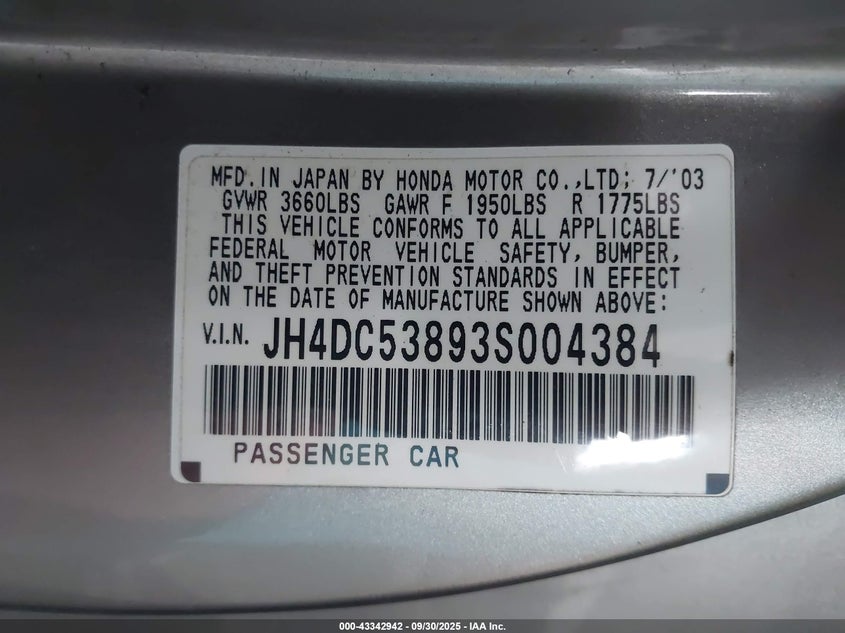 MFD.IN JAPAN BY HONDA MOTOR CO.,LTD; 7/'03
GVWR 3660LBS GAWR F 1950LBS R 1775LBS
THIS VEHICLE CONFORMS TO ALL APPLICABLE
FEDERAL MOTOR VEHICLE SAFETY, BUMPER,
AND THEFT PREVENTION STANDARDS IN EFFECT
ON THE DATE OF MANUFACTURE SHOWN ABOVE:
V.I.N. JH4DC53893S004384
PASSENGER CAR
000-43342942 - 09/30/2025 - IAA Inc.